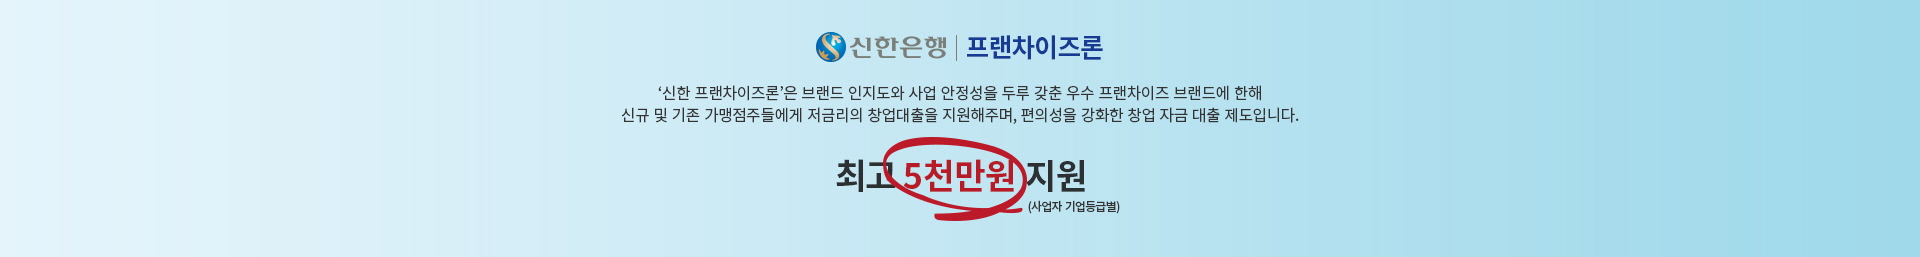 신한은행 | 프랜차이즈론
‘신한 프랜차이즈론’은 브랜드 인지도와 사업 안정성을 두루 갖춘 우수 프랜차이즈 브랜드에 한해
신규 및 기존 가맹점주들에게 저금리의 창업대출을 지원해주며, 편의성을 강화한 창업 자금 대출 제도입니다.
최고 5천만원 지원
(사업자 기업등급별)